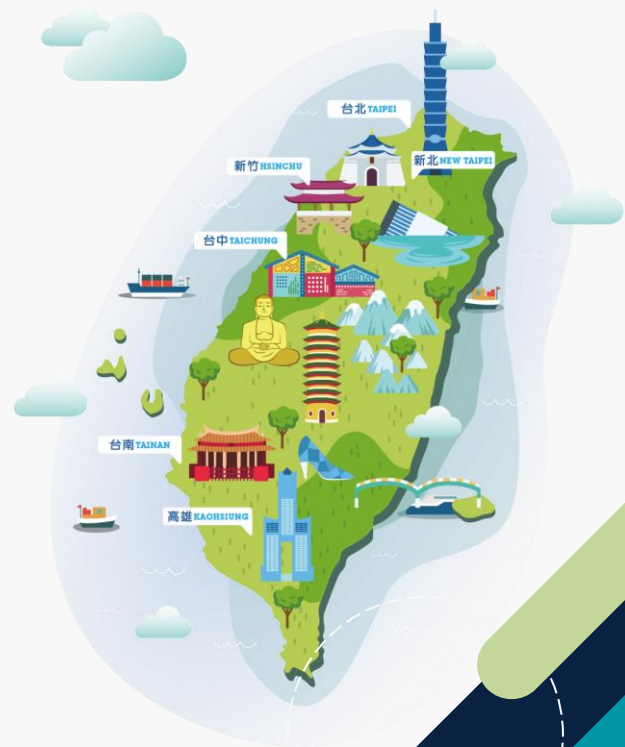 台北 TAIPEI
新北 NEW TAIPEI
新竹 HSINCHU
台中 TAICHUNG
台南 TAINAN
高雄 KAOHSIUNG